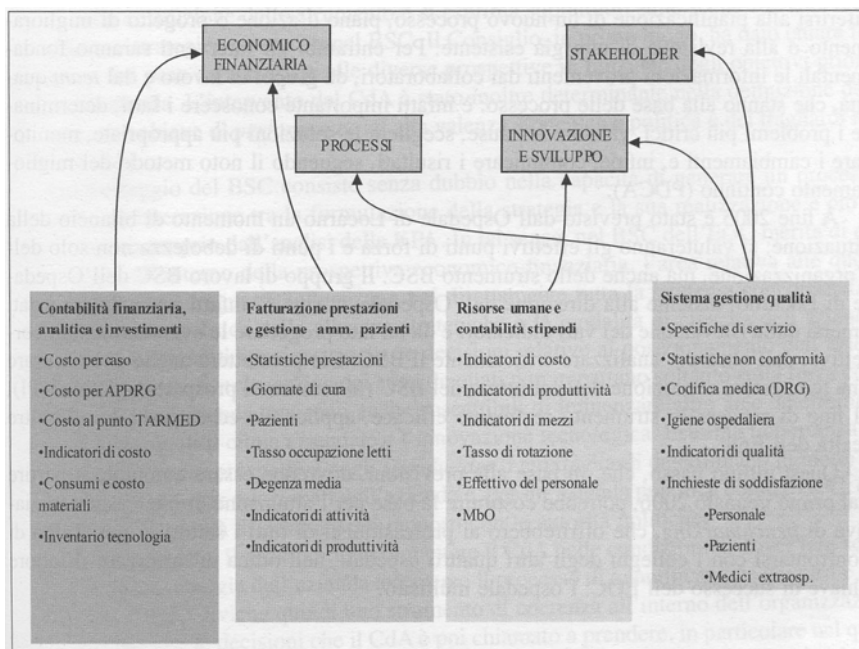 ECONOMICO
FINANZIARIA
STAKEHOLDER
PROCESSI
INNOVAZIONE
E SVILUPPO
Contabilità finanziaria,
analitica e investimenti
•Costo per caso
•Costo per APDRG
•Costo al punto TARMED
•Indicatori di costo
•Consumi e costo
materiali
•Inventario tecnologia
Fatturazione prestazioni
e gestione amm. pazienti
•Statistiche prestazioni
•Giornate di cura
•Pazienti
•Tasso occupazione letti
•Degenza media
•Indicatori di attività
•Indicatori di produttività
Risorse umane e
contabilità stipendi
•Indicatori di costo
•Indicatori di produttività
•Indicatori di mezzi
•Tasso di rotazione
•Effettivo del personale
•MbO
Sistema gestione qualità
•Specifiche di servizio
•Statistiche non conformità
•Codifica medica (DRG)
•Igiene ospedaliera
•Indicatori di qualità
•Inchieste di soddisfazione
•Personale
•Pazienti
•Medici extraosp.